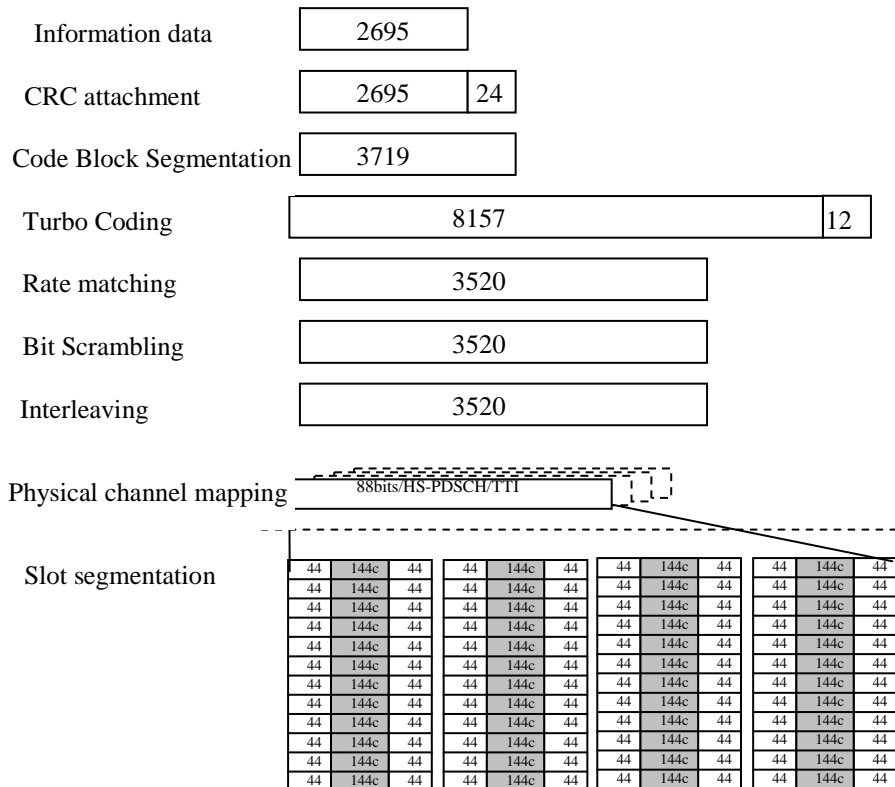 Information data 2695
CRC attachment 2695 24
Code Block Segmentation 3719
Turbo Coding 8157 12
Rate matching 3520
Bit Scrambling 3520
Interleaving 3520
Physical channel mapping 88bits/HS-PDSCH/TTI
Slot segmentation
44 144c 44 44 144c 44 44 144c 44 44 144c 44
44 144c 44 44 144c 44 44 144c 44 44 144c 44
44 144c 44 44 144c 44 44 144c 44 44 144c 44
44 144c 44 44 144c 44 44 144c 44 44 144c 44
44 144c 44 44 144c 44 44 144c 44 44 144c 44
44 144c 44 44 144c 44 44 144c 44 44 144c 44
44 144c 44 44 144c 44 44 144c 44 44 144c 44
44 144c 44 44 144c 44 44 144c 44 44 144c 44
44 144c 44 44 144c 44 44 144c 44 44 144c 44
44 144c 44 44 144c 44 44 144c 44 44 144c 44
44 144c 44 44 144c 44 44 144c 44 44 144c 44
44 144c 44 44 144c 44 44 144c 44 44 144c 44